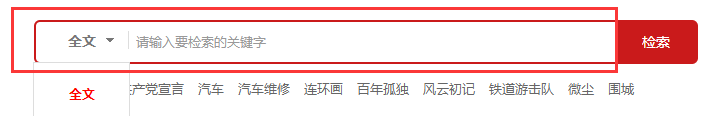 全文 请输入要检索的关键字 检索
全文 产党宣言 汽车 汽车维修 连环画 百年孤独 风云初记 铁道游击队 微尘 围城